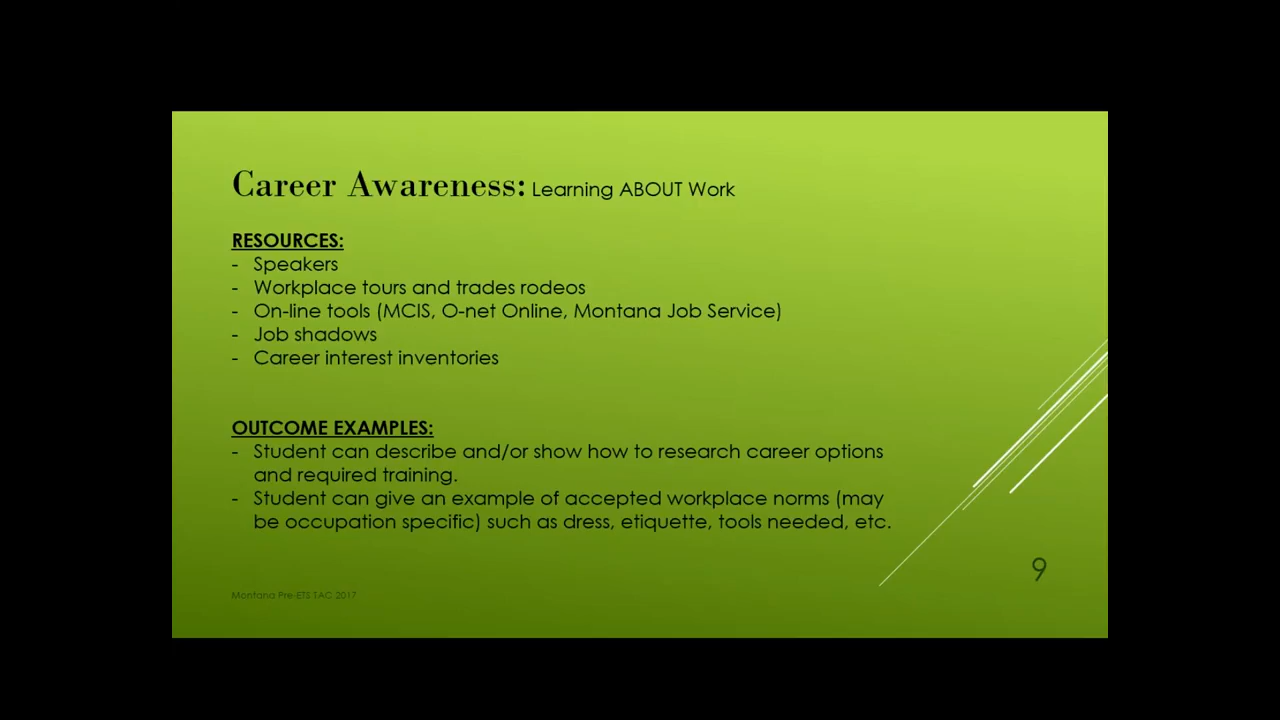 Career Awareness: Learning ABOUT Work
RESOURCES:
- Speakers
- Workplace tours and trades rodeos
- On-line tools (MCIS, O-net Online, Montana Job Service)
- Job shadows
- Career interest inventories
OUTCOME EXAMPLES:
- Student can describe and/or show how to research career options
and required training.
- Student can give an example of accepted workplace norms (may
be occupation specific) such as dress, etiquette, tools needed, etc.
9
Montana Pre-ETS TAC 2017